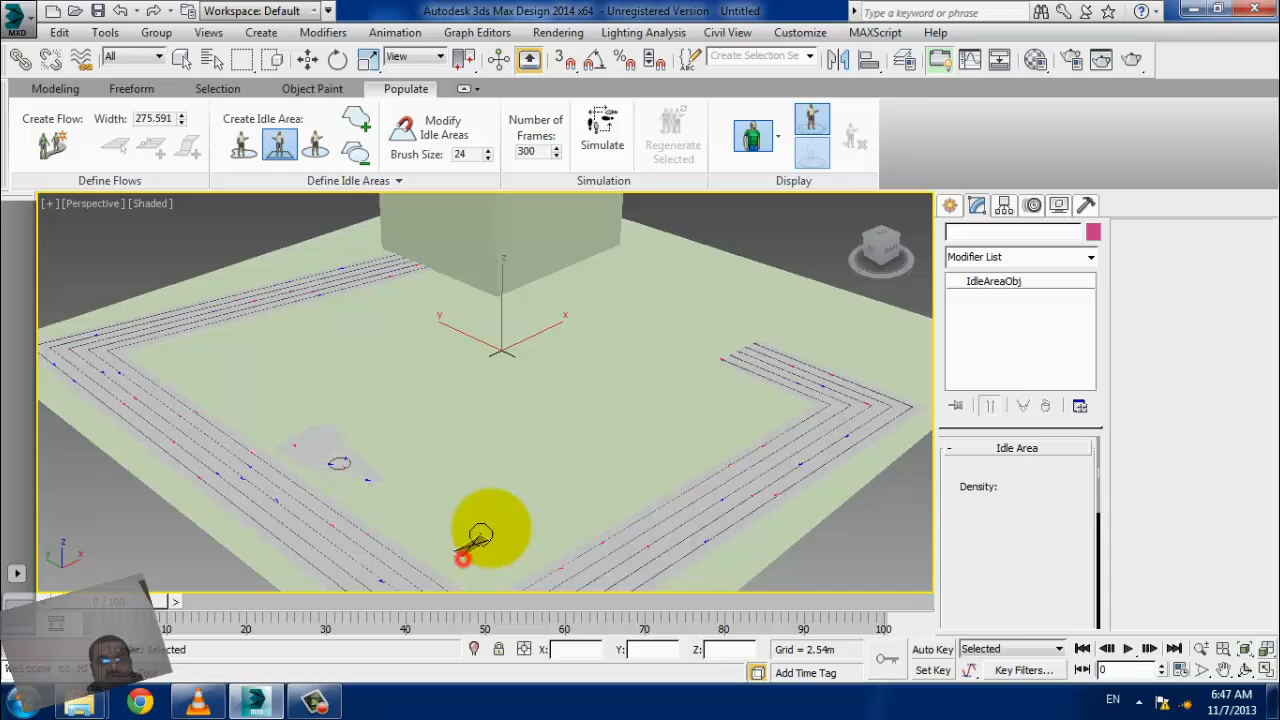 Workspace: Default
Autodesk 3ds Max Design 2014 x64 - Unregistered Version Untitled
Type a keyword or phrase
MXD
Edit Tools Group Views Create Modifiers Animation Graph Editors Rendering Lighting Analysis Civil View Customize MAXScript Help
All View Create Selection Se
Modeling Freeform Selection Object Paint Populate
Create Flow: Width: 275.591 Create Idle Area: Modify Idle Areas Number of Frames: Simulate Regenerate Selected
Brush Size: 24 300
Define Flows Define Idle Areas Simulation Display
[+][Perspective][Shaded]
Modifier List
IdleAreaObj
z
y x
Idle Area
Density:
z
y x
0 / 100
10 20 30 40 50 60 70 80 90 100
Selected X: Y: Z: Grid = 2.54m Auto Key Selected
Welcome to M
Add Time Tag Set Key Key Filters... 0
EN 6:47 AM
11/7/2013